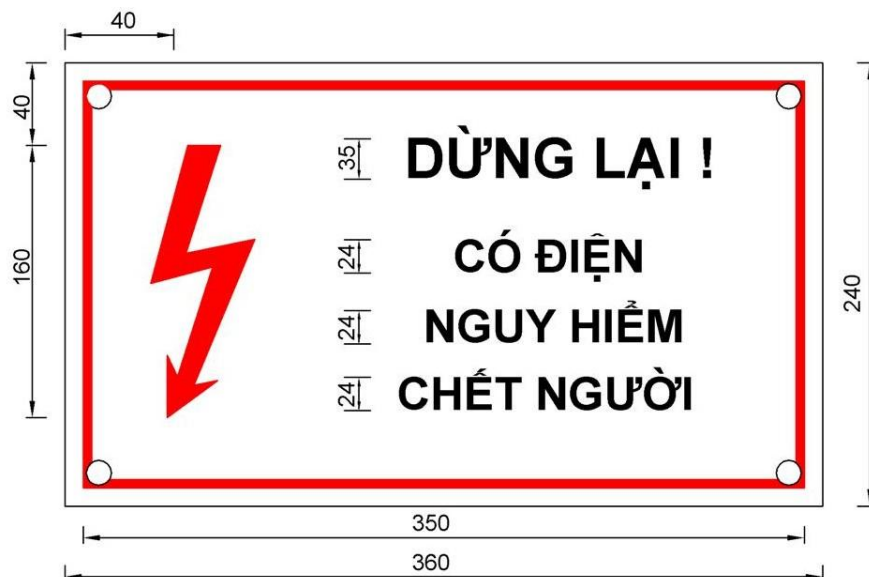 40
40
160
35
DỪNG LẠI !
24
CÓ ĐIỆN
24
NGUY HIỂM
24
CHẾT NGƯỜI
240
350
360